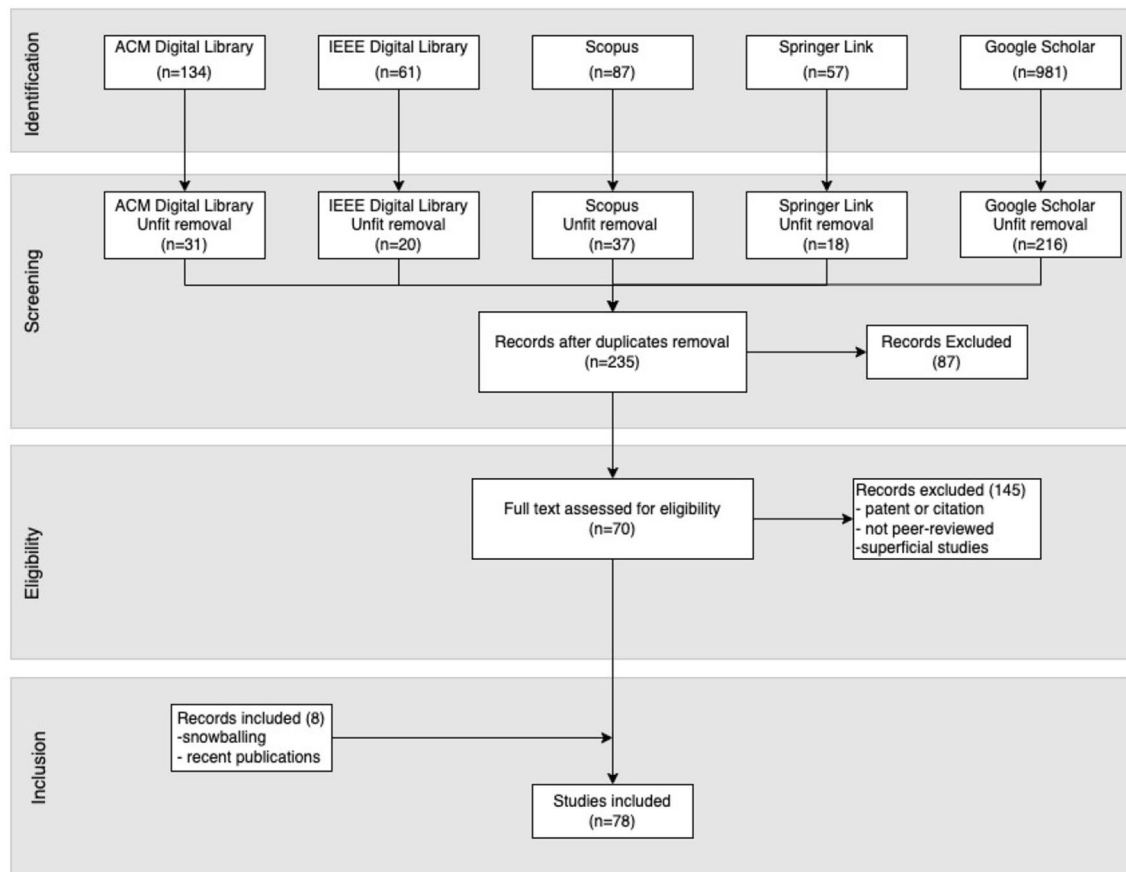 Identification
ACM Digital Library
(n=134)
IEEE Digital Library
(n=61)
Scopus
(n=87)
Springer Link
(n=57)
Google Scholar
(n=981)
Screening
ACM Digital Library
Unfit removal
(n=31)
IEEE Digital Library
Unfit removal
(n=20)
Scopus
Unfit removal
(n=37)
Springer Link
Unfit removal
(n=18)
Google Scholar
Unfit removal
(n=216)
Records after duplicates removal
(n=235)
Records Excluded
(87)
Eligibility
Full text assessed for eligibility
(n=70)
Records excluded (145)
- patent or citation
- not peer-reviewed
-superficial studies
Inclusion
Records included (8)
-snowballing
- recent publications
Studies included
(n=78)